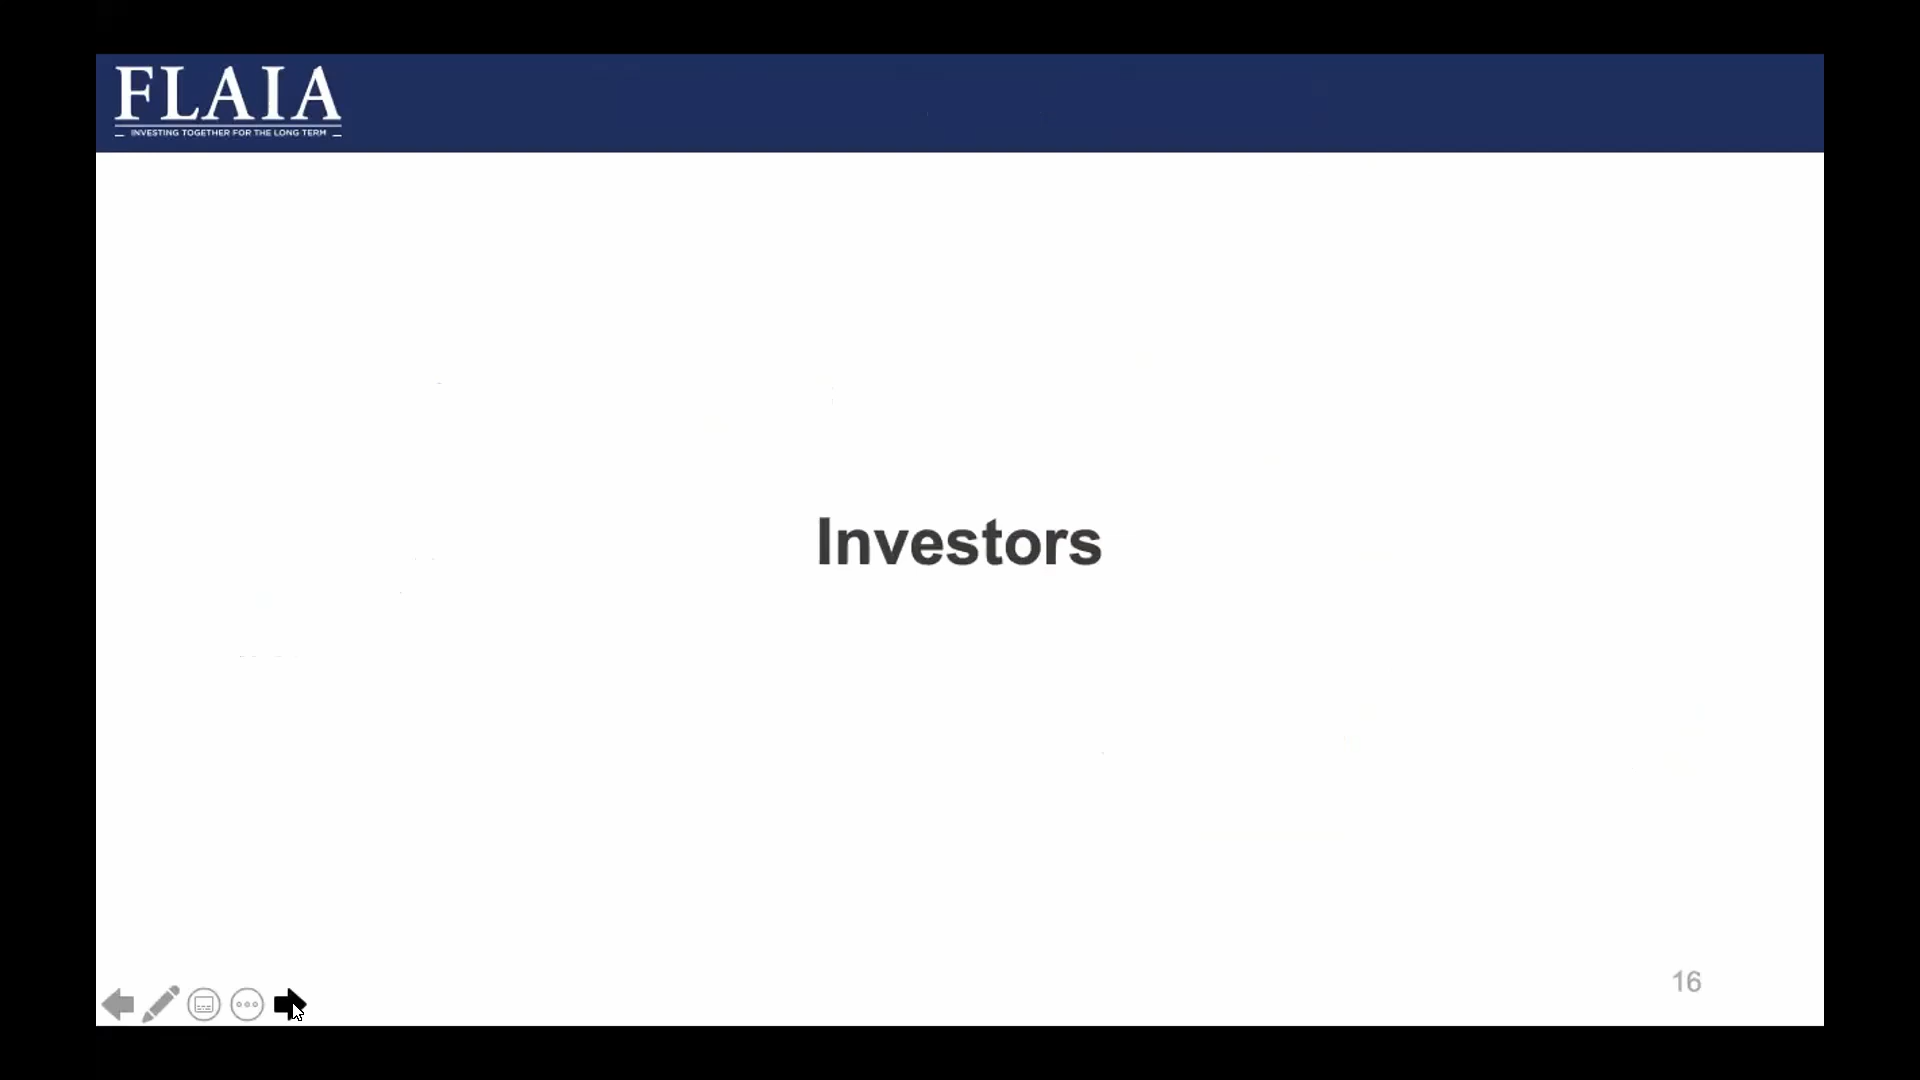 FLAIA
INVESTING TOGETHER FOR THE LONG TERM
Investors
16